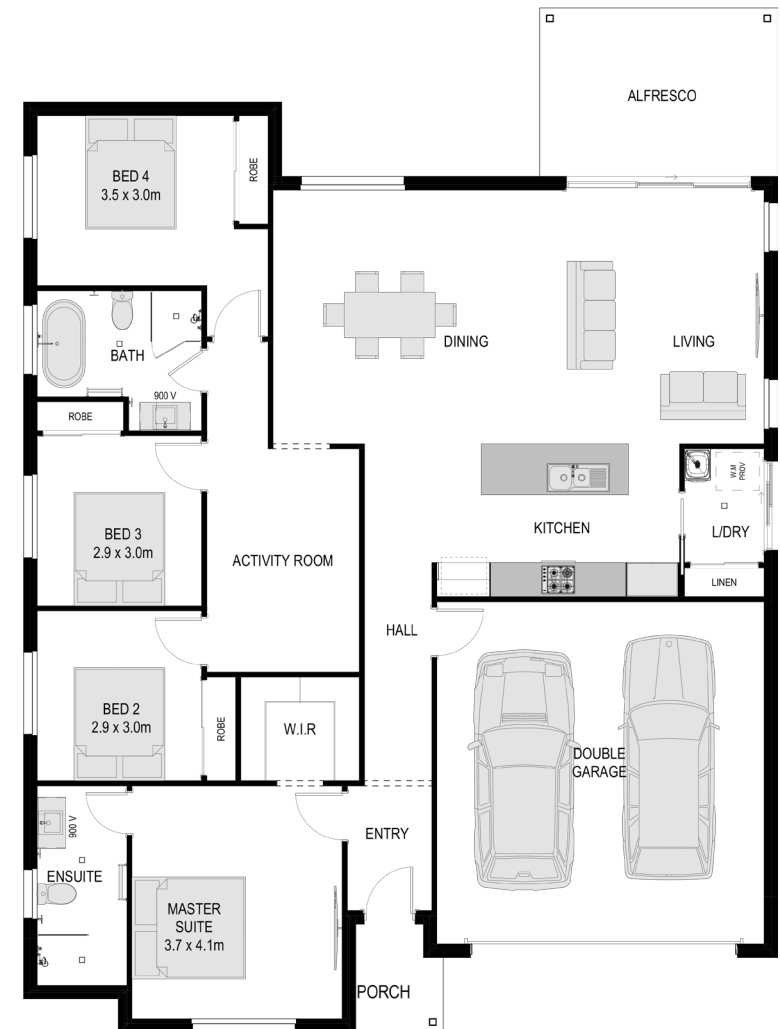 ALFRESCO
BED 4
3.5 x 3.0m
ROBE
BATH
900 V
DINING
LIVING
ROBE
W.M
PROV
BED 3
2.9 x 3.0m
KITCHEN
L/DRY
ACTIVITY ROOM
LINEN
HALL
BED 2
2.9 x 3.0m
ROBE
W.I.R
DOUBLE
GARAGE
900 V
ENTRY
ENSUITE
MASTER
SUITE
3.7 x 4.1m
PORCH